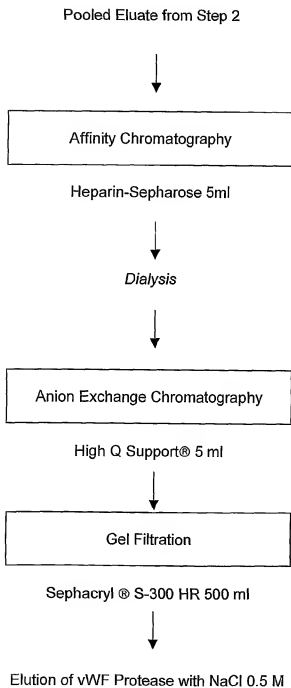 Pooled Eluate from Step 2
Affinity Chromatography
Heparin-Sepharose 5ml
Dialysis
Anion Exchange Chromatography
High Q Support® 5 ml
Gel Filtration
Sephacryl ® S-300 HR 500 ml
Elution of vWF Protease with NaCl 0.5 M